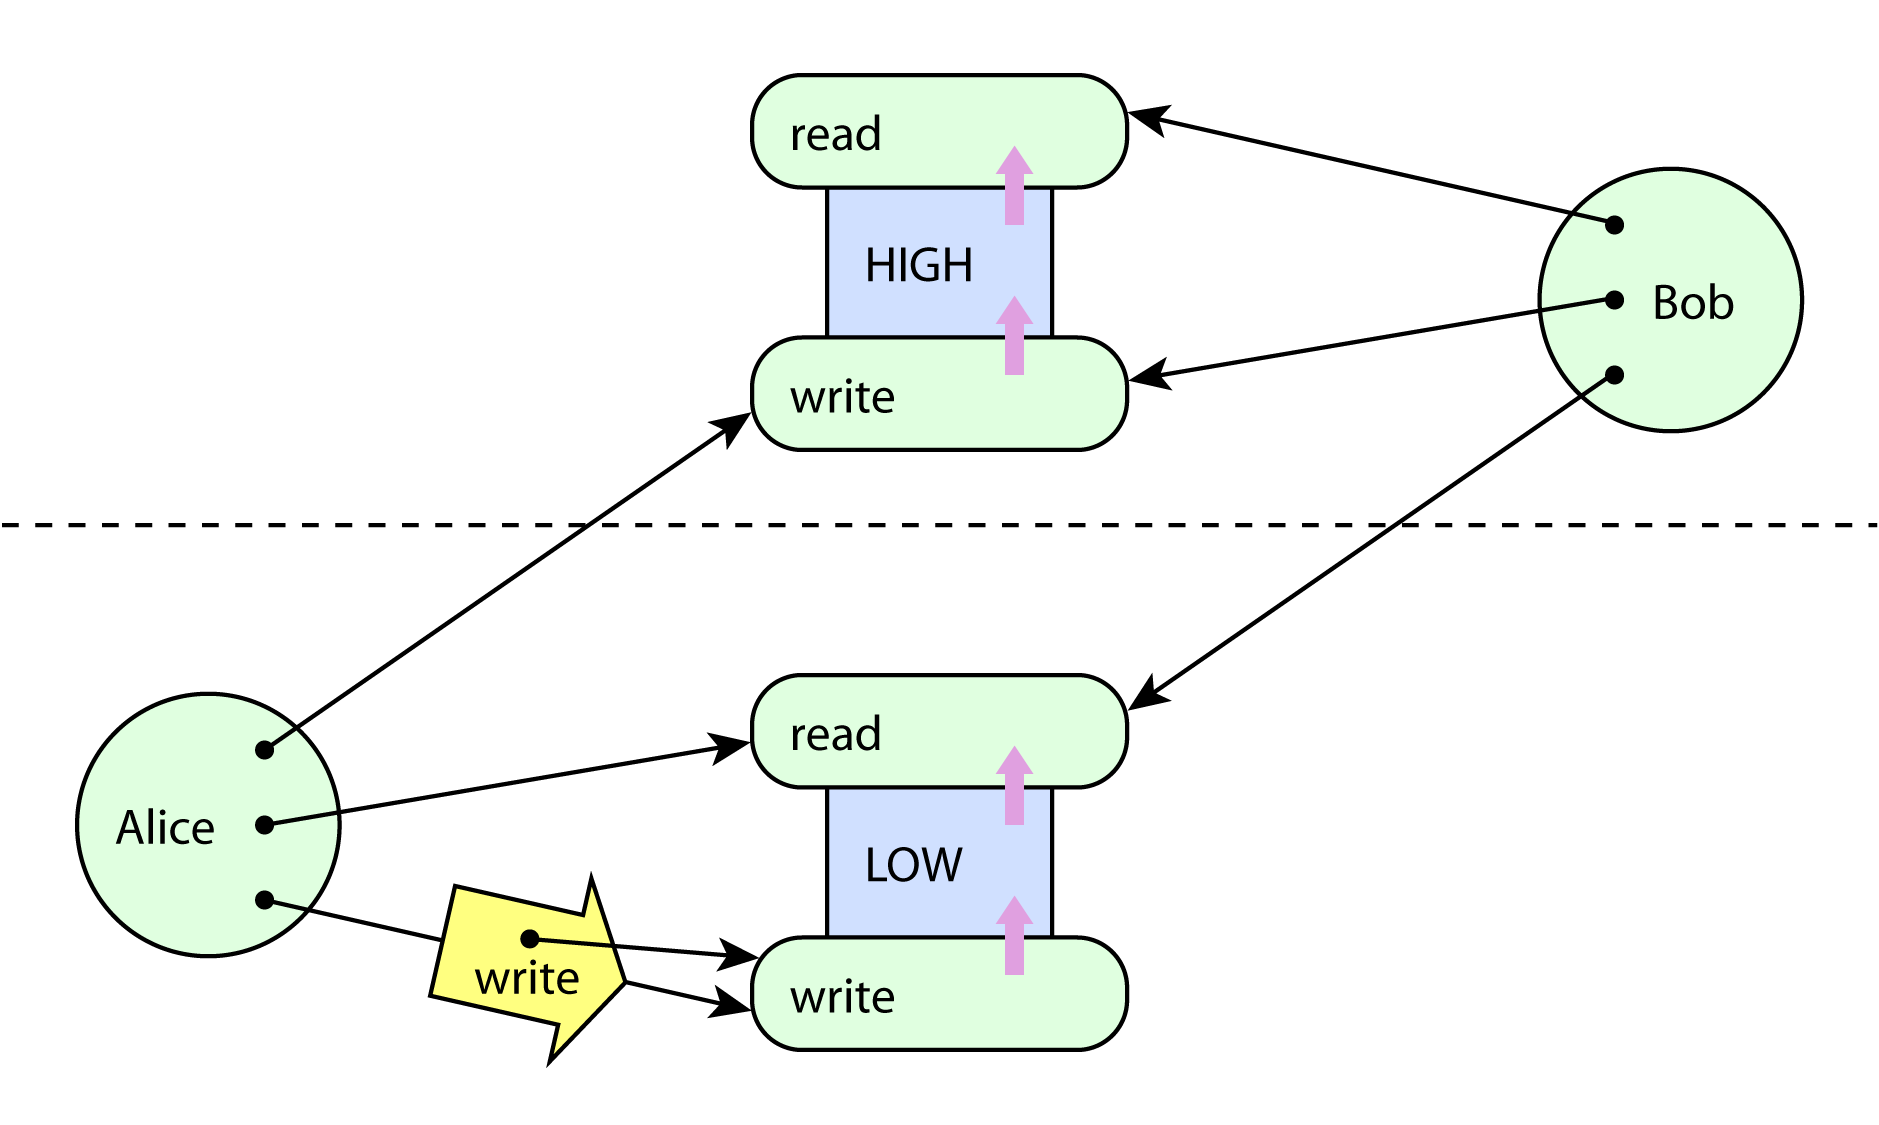 read
HIGH
Bob
write
read
Alice
LOW
write
write